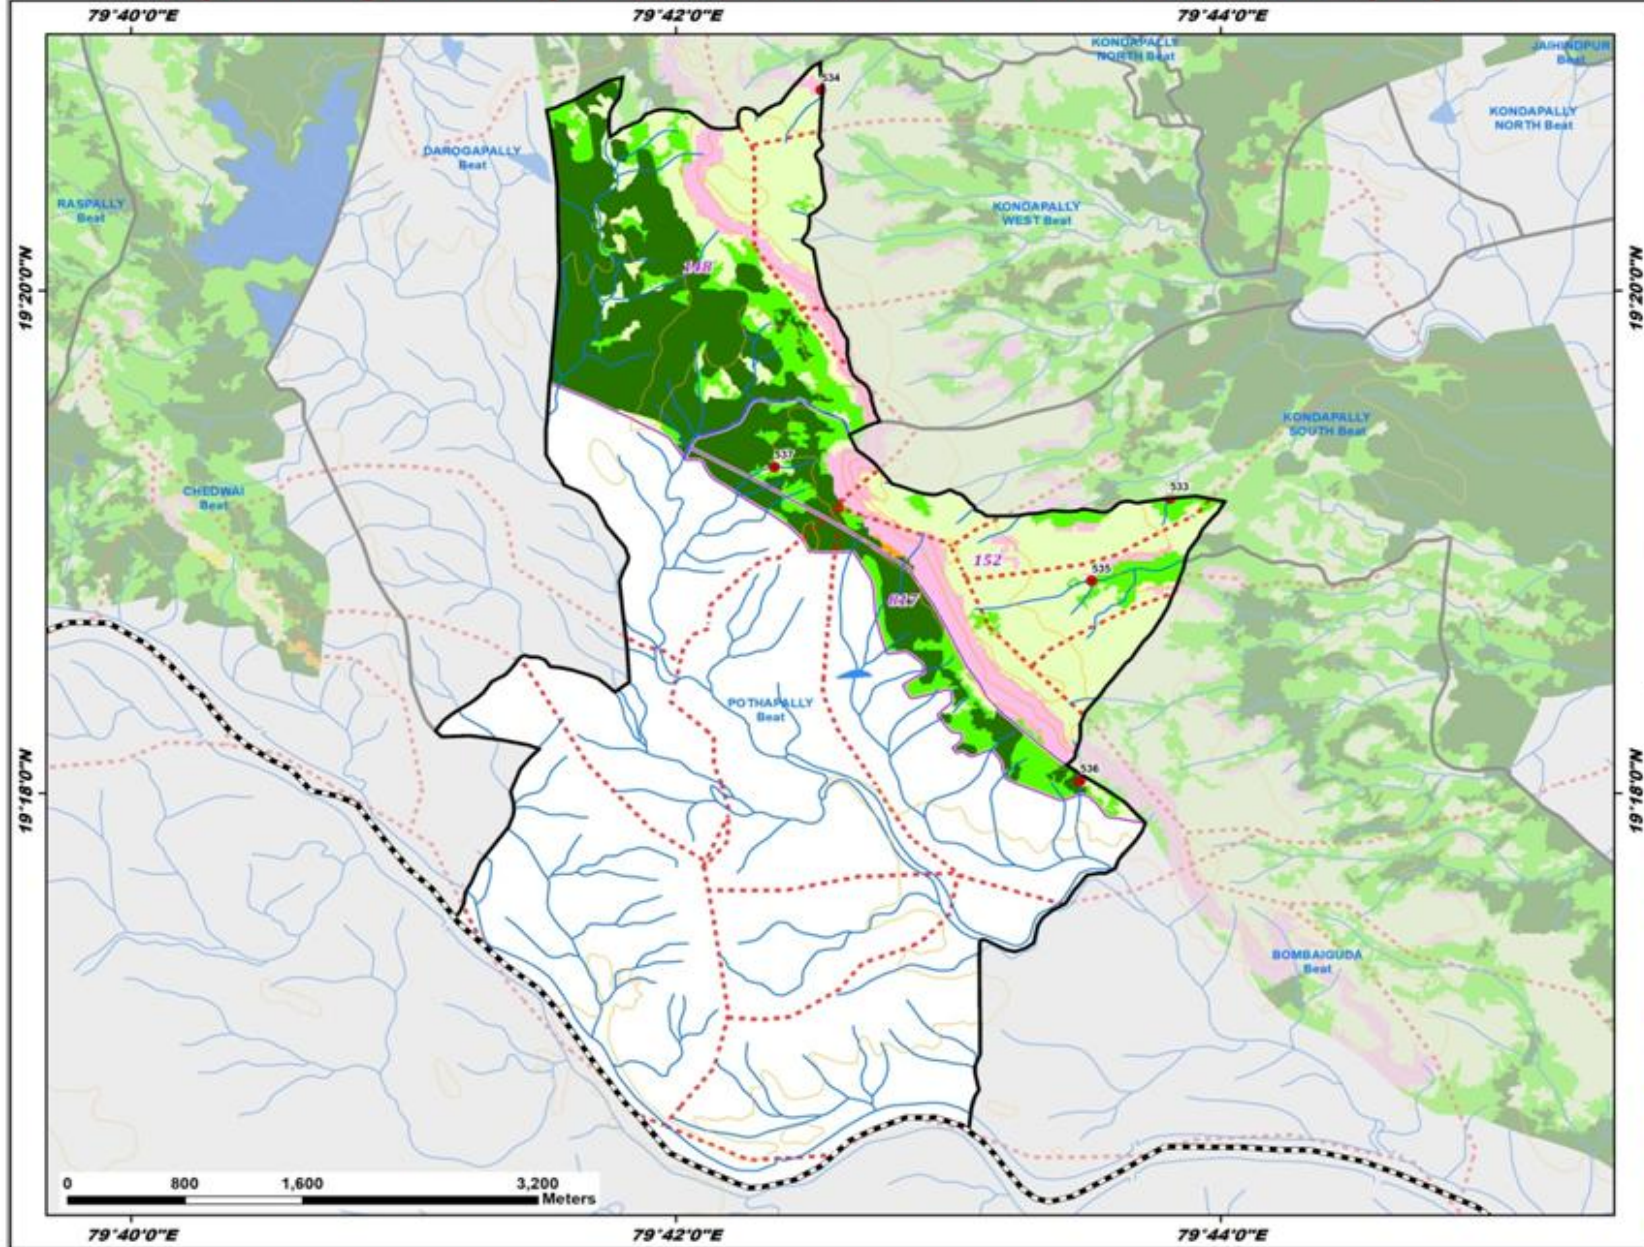 79°40'0"E 79°42'0"E 79°44'0"E
KONDAPALLY
NORTH Beat
JAIHINDPUR
Beat
534
KONDAPALLY
NORTH Beat
DAROGAPALLY
Beat
RASPALLY
Beat
KONDAPALLY
WEST Beat
148
19°20'0"N
19°20'0"N
KONDAPALLY
SOUTH Beat
537
533
CHEDWAI
Beat
152
535
POTHAPALLY
Beat
536
19°18'0"N
19°18'0"N
BOMBAIGUDA
Beat
0 800 1,600 3,200
Meters
79°40'0"E 79°42'0"E 79°44'0"E